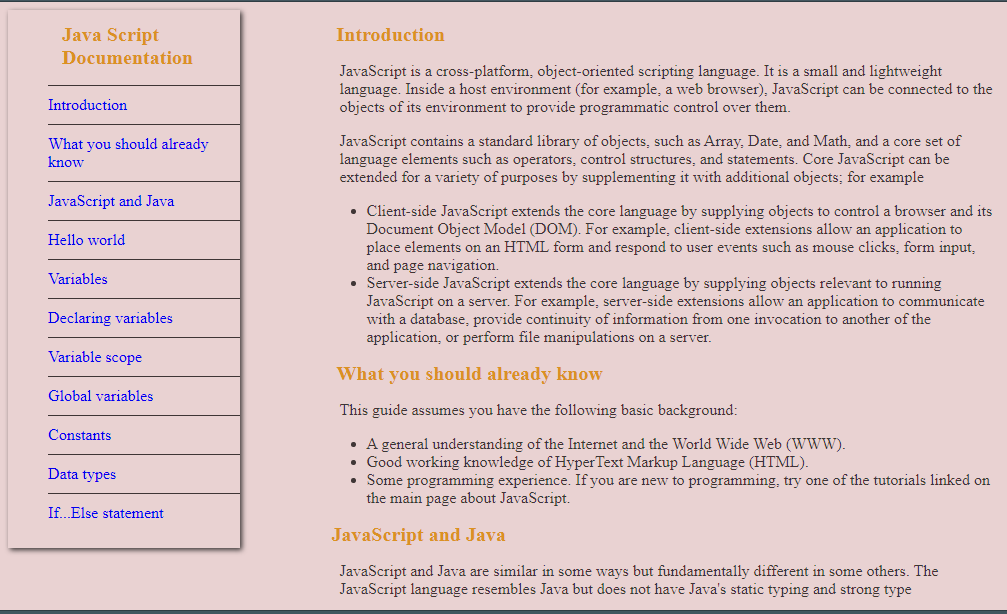 Java Script
Documentation
Introduction
What you should already
know
JavaScript and Java
Hello world
Variables
Declaring variables
Variable scope
Global variables
Constants
Data types
If...Else statement
Introduction
JavaScript is a cross-platform, object-oriented scripting language. It is a small and lightweight
language. Inside a host environment (for example, a web browser), JavaScript can be connected to the
objects of its environment to provide programmatic control over them.
JavaScript contains a standard library of objects, such as Array, Date, and Math, and a core set of
language elements such as operators, control structures, and statements. Core JavaScript can be
extended for a variety of purposes by supplementing it with additional objects; for example
• Client-side JavaScript extends the core language by supplying objects to control a browser and its
Document Object Model (DOM). For example, client-side extensions allow an application to
place elements on an HTML form and respond to user events such as mouse clicks, form input,
and page navigation.
• Server-side JavaScript extends the core language by supplying objects relevant to running
JavaScript on a server. For example, server-side extensions allow an application to communicate
with a database, provide continuity of information from one invocation to another of the
application, or perform file manipulations on a server.
What you should already know
This guide assumes you have the following basic background:
• A general understanding of the Internet and the World Wide Web (WWW).
• Good working knowledge of HyperText Markup Language (HTML).
• Some programming experience. If you are new to programming, try one of the tutorials linked on
the main page about JavaScript.
JavaScript and Java
JavaScript and Java are similar in some ways but fundamentally different in some others. The
JavaScript language resembles Java but does not have Java's static typing and strong type